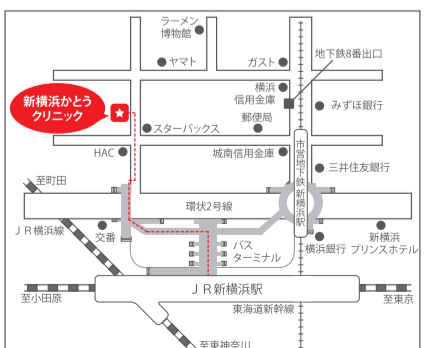 ラーメン
博物館
ヤマト
ガスト
地下鉄8番出口
横浜
信用金庫
みずほ銀行
新横浜かとう
クリニック
スターバックス
郵便局
HAC
城南信用金庫
市営地下鉄新横浜駅
三井住友銀行
至町田
環状2号線
JR横浜線
交番
バス
ターミナル
横浜銀行
新横浜
プリンスホテル
JR新横浜駅
至小田原
至東京
東海道新幹線
至東神奈川